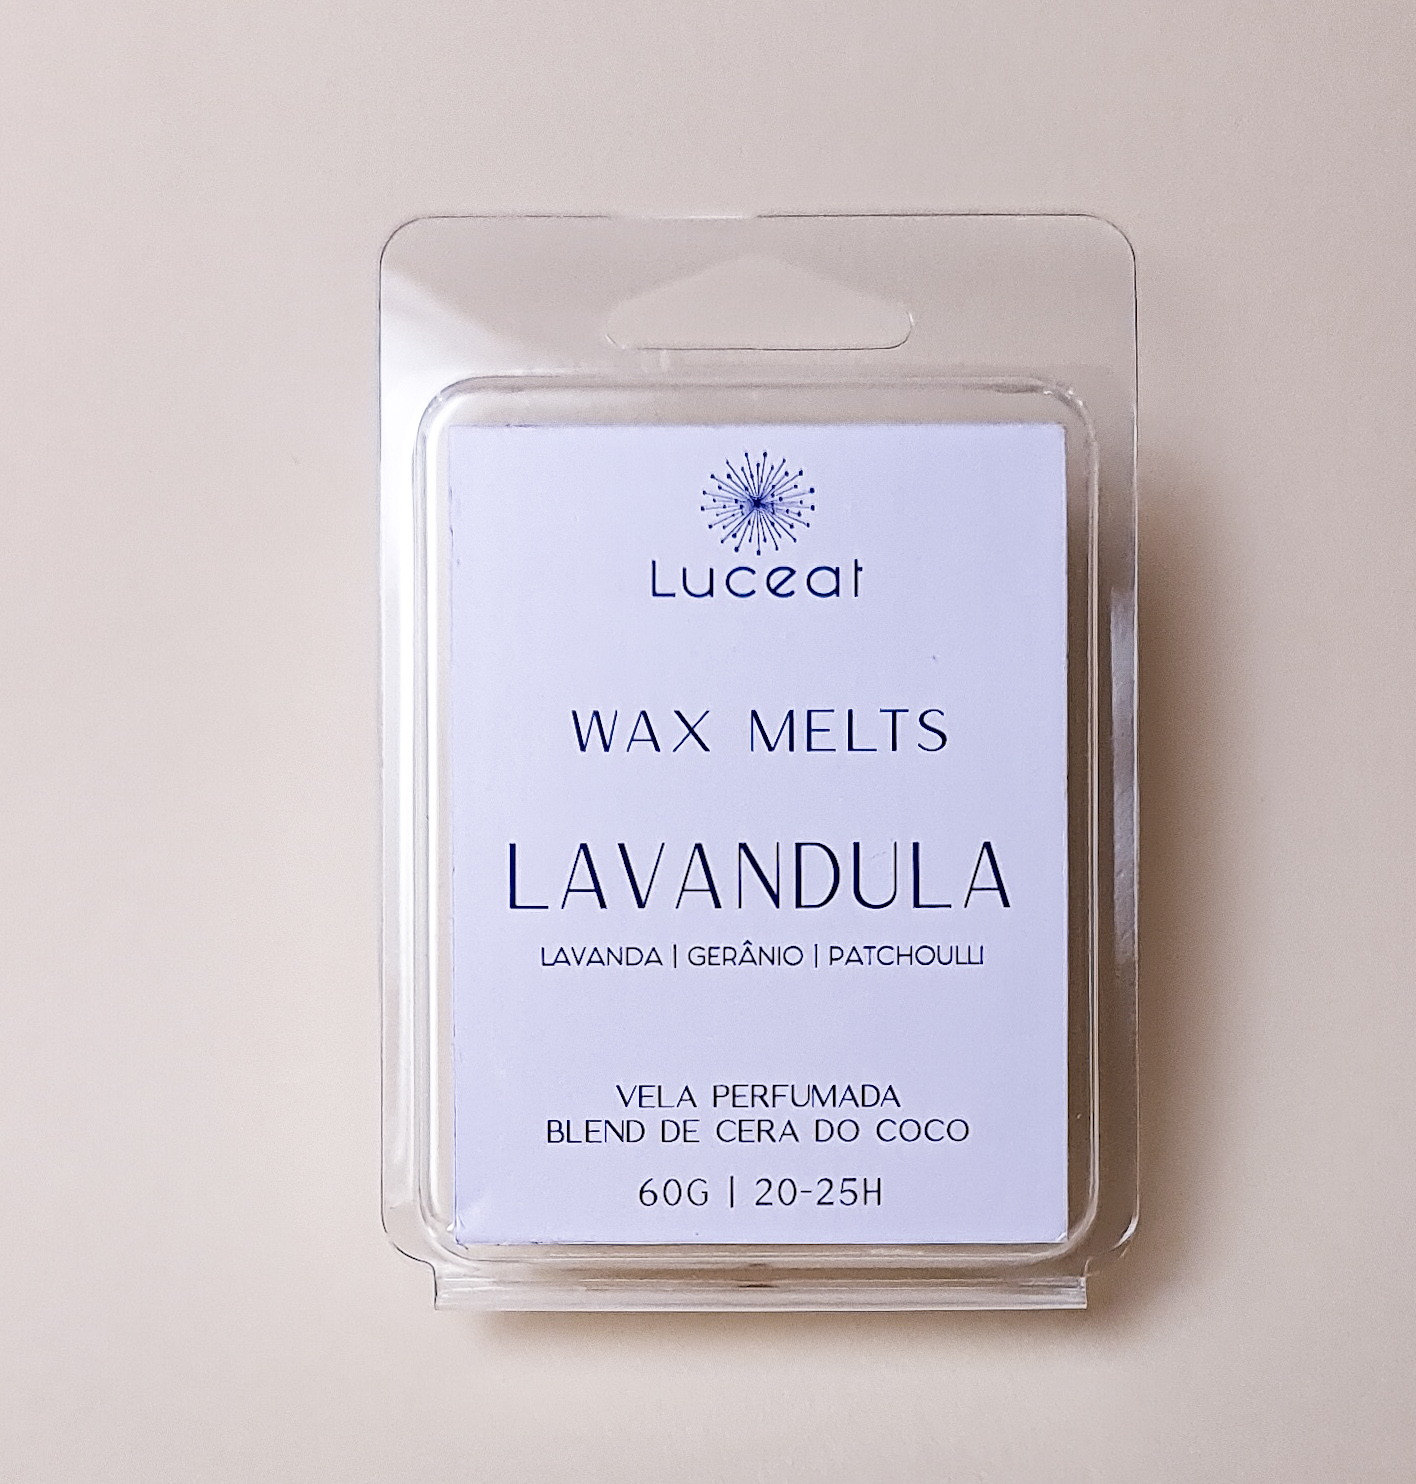 Luceat
WAX MELTS
LAVANDULA
LAVANDA | GERÂNIO | PATCHOULLI
VELA PERFUMADA
BLEND DE CERA DO COCO
60G | 20-25H